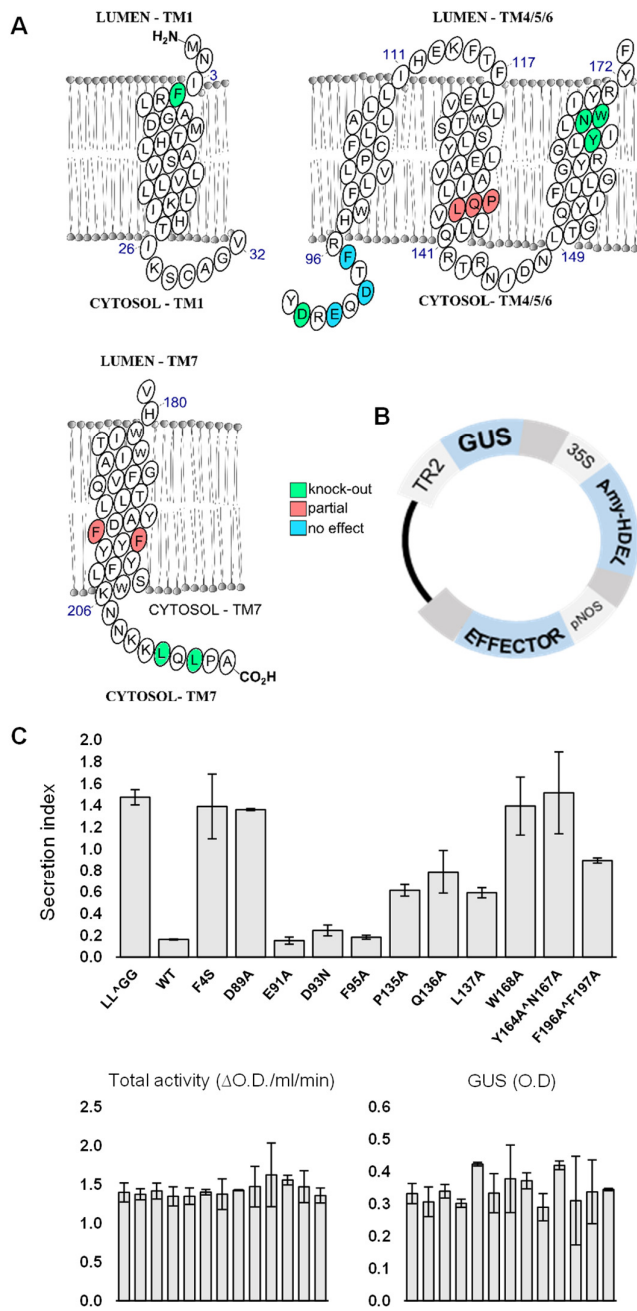 A
LUMEN - TM1
H₂N
M
N
I
3
L R F
D G A
L H T M
26
I
K S C A G V
32
CYTOSOL - TM1
LUMEN - TM4/5/6
111
I H E K F T F
117
172
F
Y
N W
Y
L Q P
96
R
F
T
Y D R E Q D
141
R T R N I D N L
149
CYTOSOL- TM4/5/6
LUMEN - TM7
V
H
180
T I W
A I W
Q V F G
L L T
F D A Y
Y Y F
L F Y
K W S
206
N
N K K L Q L P A
CO₂H
CYTOSOL - TM7
CYTOSOL- TM7
knock-out
partial
no effect
B
TR2
GUS
35S
Amy-HDEL
pNOS
EFFECTOR
C
Secretion index
2.0
1.8
1.6
1.4
1.2
1.0
0.8
0.6
0.4
0.2
0.0
LL^GG
WT
F4S
D89A
E91A
D93N
F95A
P135A
Q136A
L137A
W168A
Y164A^N167A
F196A^F197A
Total activity (ΔO.D./ml/min)
2.5
2.0
1.5
1.0
0.5
0.0
GUS (O.D)
0.6
0.5
0.4
0.3
0.2
0.1
0.0